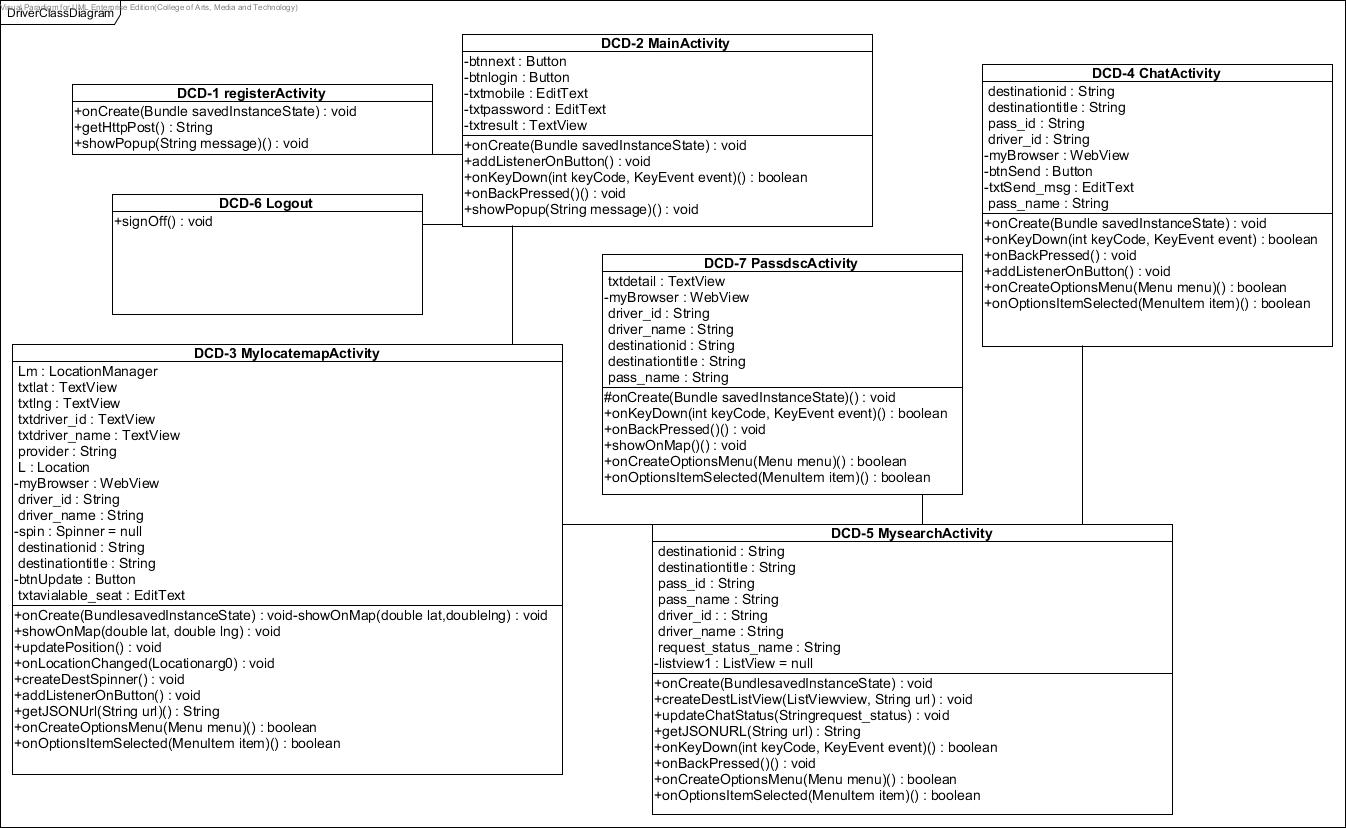 Visual Paradigm for UML Enterprise Edition(College of Arts, Media and Technology)
DriverClassDiagram
DCD-1 registerActivity
+onCreate(Bundle savedInstanceState) : void
+getHttpPost() : String
+showPopup(String message)() : void
DCD-2 MainActivity
-btnnext : Button
-btnlogin : Button
-txtmobile : EditText
-txtpassword : EditText
-txtresult : TextView
+onCreate(Bundle savedInstanceState) : void
+addListenerOnButton() : void
+onKeyDown(int keyCode, KeyEvent event)() : boolean
+onBackPressed()() : void
+showPopup(String message)() : void
DCD-4 ChatActivity
destinationid : String
destinationtitle : String
pass_id : String
driver_id : String
-myBrowser : WebView
-btnSend : Button
-txtSend_msg : EditText
pass_name : String
+onCreate(Bundle savedInstanceState) : void
+onKeyDown(int keyCode, KeyEvent event) : boolean
+onBackPressed() : void
+addListenerOnButton() : void
+onCreateOptionsMenu(Menu menu)() : boolean
+onOptionsItemSelected(MenuItem item)() : boolean
DCD-6 Logout
+signOff() : void
DCD-7 PassdscActivity
txtdetail : TextView
-myBrowser : WebView
driver_id : String
driver_name : String
destinationid : String
destinationtitle : String
pass_name : String
#onCreate(Bundle savedInstanceState)() : void
+onKeyDown(int keyCode, KeyEvent event)() : boolean
+onBackPressed()() : void
+showOnMap()() : void
+onCreateOptionsMenu(Menu menu)() : boolean
+onOptionsItemSelected(MenuItem item)() : boolean
DCD-3 MylocatemapActivity
Lm : LocationManager
txtlat : TextView
txtlng : TextView
txtdriver_id : TextView
txtdriver_name : TextView
provider : String
L : Location
-myBrowser : WebView
driver_id : String
driver_name : String
-spin : Spinner = null
destinationid : String
destinationtitle : String
-btnUpdate : Button
txtavialable_seat : EditText
+onCreate(BundlesavedInstanceState) : void-showOnMap(double lat,doublelng) : void
+showOnMap(double lat, double lng) : void
+updatePosition() : void
+onLocationChanged(Locationarg0) : void
+createDestSpinner() : void
+addListenerOnButton() : void
+getJSONUrl(String url)() : String
+onCreateOptionsMenu(Menu menu)() : boolean
+onOptionsItemSelected(MenuItem item)() : boolean
DCD-5 MysearchActivity
destinationid : String
destinationtitle : String
pass_id : String
pass_name : String
driver_id : : String
driver_name : String
request_status_name : String
-listview1 : ListView = null
+onCreate(BundlesavedInstanceState) : void
+createDestListView(ListViewview, String url) : void
+updateChatStatus(Stringrequest_status) : void
+getJSONURL(String url) : String
+onKeyDown(int keyCode, KeyEvent event)() : boolean
+onBackPressed()() : void
+onCreateOptionsMenu(Menu menu)() : boolean
+onOptionsItemSelected(MenuItem item)() : boolean